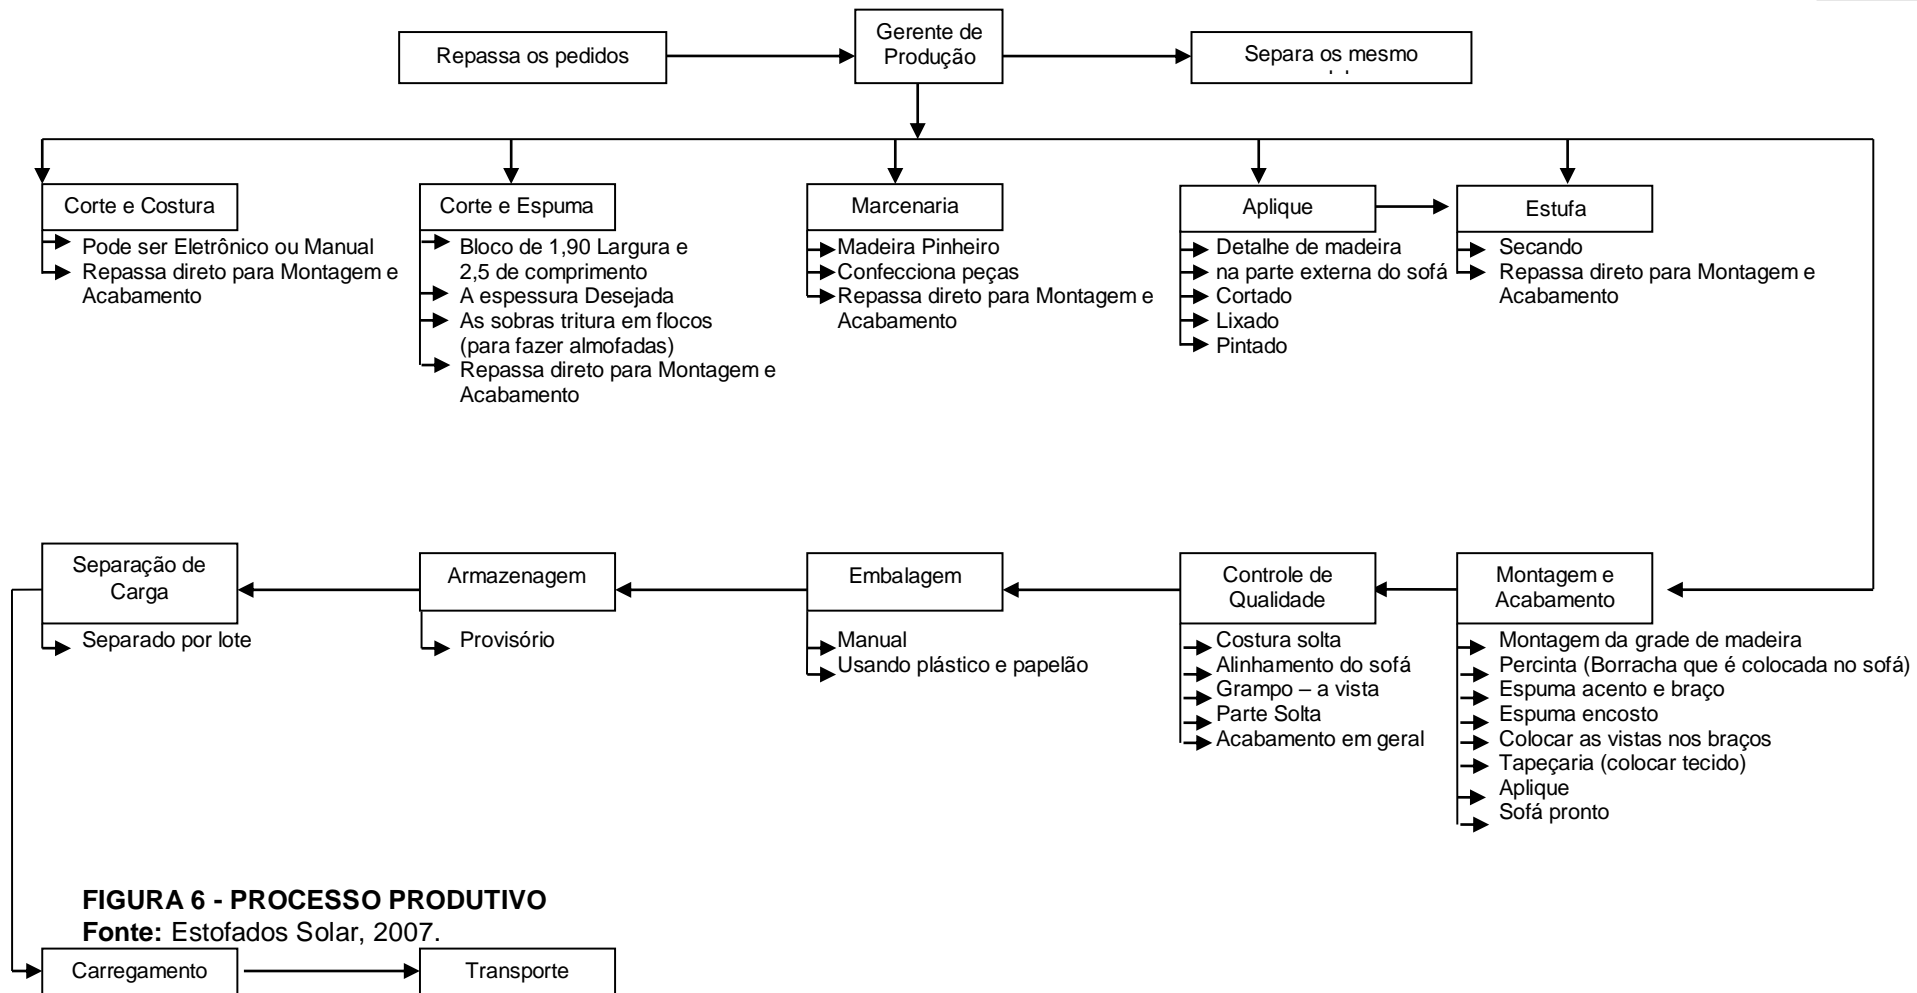 Repassa os pedidos
Gerente de
Produção
Separa os mesmo
Corte e Costura
Pode ser Eletrônico ou Manual
Repassa direto para Montagem e
Acabamento
Corte e Espuma
Bloco de 1,90 Largura e
2,5 de comprimento
A espessura Desejada
As sobras tritura em flocos
(para fazer almofadas)
Repassa direto para Montagem e
Acabamento
Marcenaria
Madeira Pinheiro
Confecciona peças
Repassa direto para Montagem e
Acabamento
Aplique
Detalhe de madeira
na parte externa do sofá
Cortado
Lixado
Pintado
Estufa
Secando
Repassa direto para Montagem e
Acabamento
Separação de
Carga
Separado por lote
Armazenagem
Provisório
Embalagem
Manual
Usando plástico e papelão
Controle de
Qualidade
Costura solta
Alinhamento do sofá
Grampo – a vista
Parte Solta
Acabamento em geral
Montagem e
Acabamento
Montagem da grade de madeira
Percinta (Borracha que é colocada no sofá)
Espuma acento e braço
Espuma encosto
Colocar as vistas nos braços
Tapeçaria (colocar tecido)
Aplique
Sofá pronto
FIGURA 6 - PROCESSO PRODUTIVO
Fonte: Estofados Solar, 2007.
Carregamento
Transporte